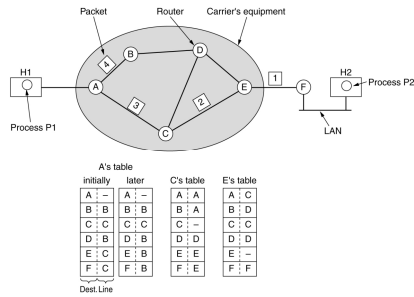 Packet
Router
Carrier's equipment
H1
B
D
4
1
H2
A
E
F
Process P2
3
2
Process P1
C
LAN
A's table
initially later C's table E's table
A – A – A A A C
B B B B B A B D
C C C C C – C C
D B D B D D D D
E C E B E E E –
F C F B F E F F
Dest. Line